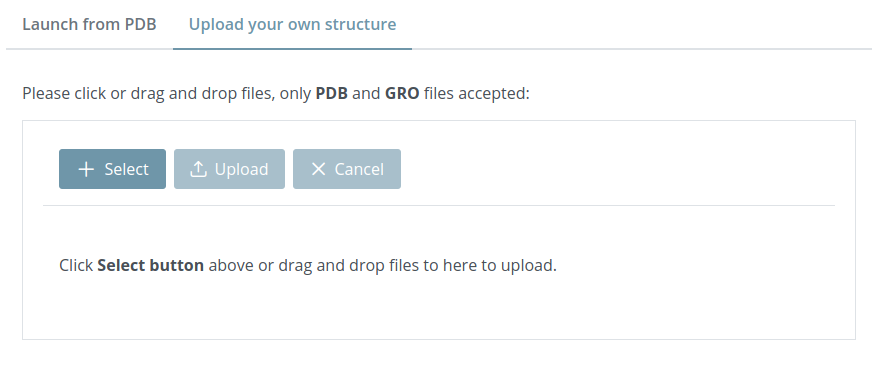 Launch from PDB Upload your own structure
Please click or drag and drop files, only PDB and GRO files accepted:
Select Upload Cancel
Click Select button above or drag and drop files to here to upload.